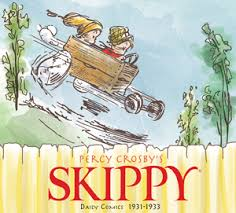 PERCY CROSBY'S
SKIPPY®
DAILY COMICS 1931-1933